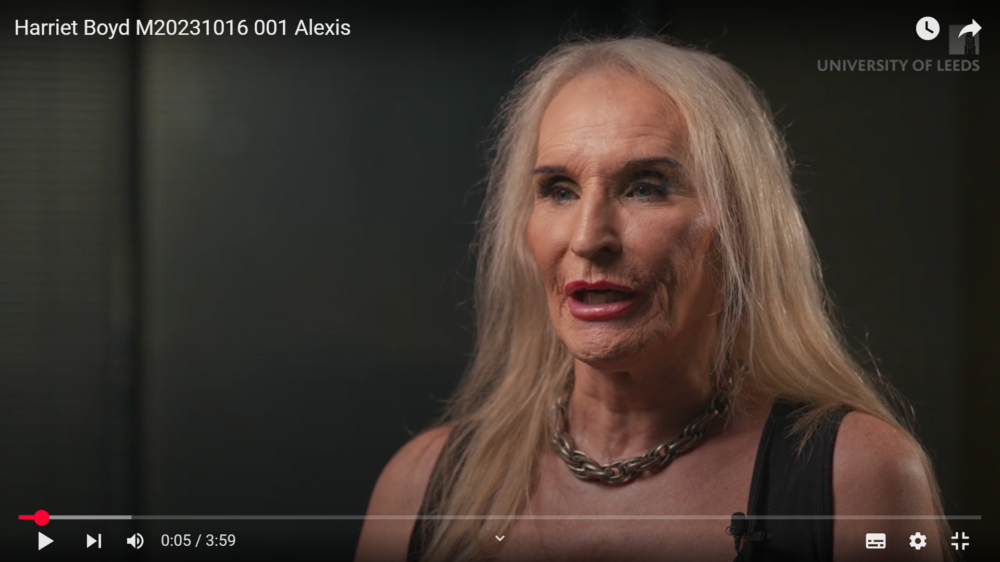 Harriet Boyd M20231016 001 Alexis
UNIVERSITY OF LEEDS
0:05 / 3:59